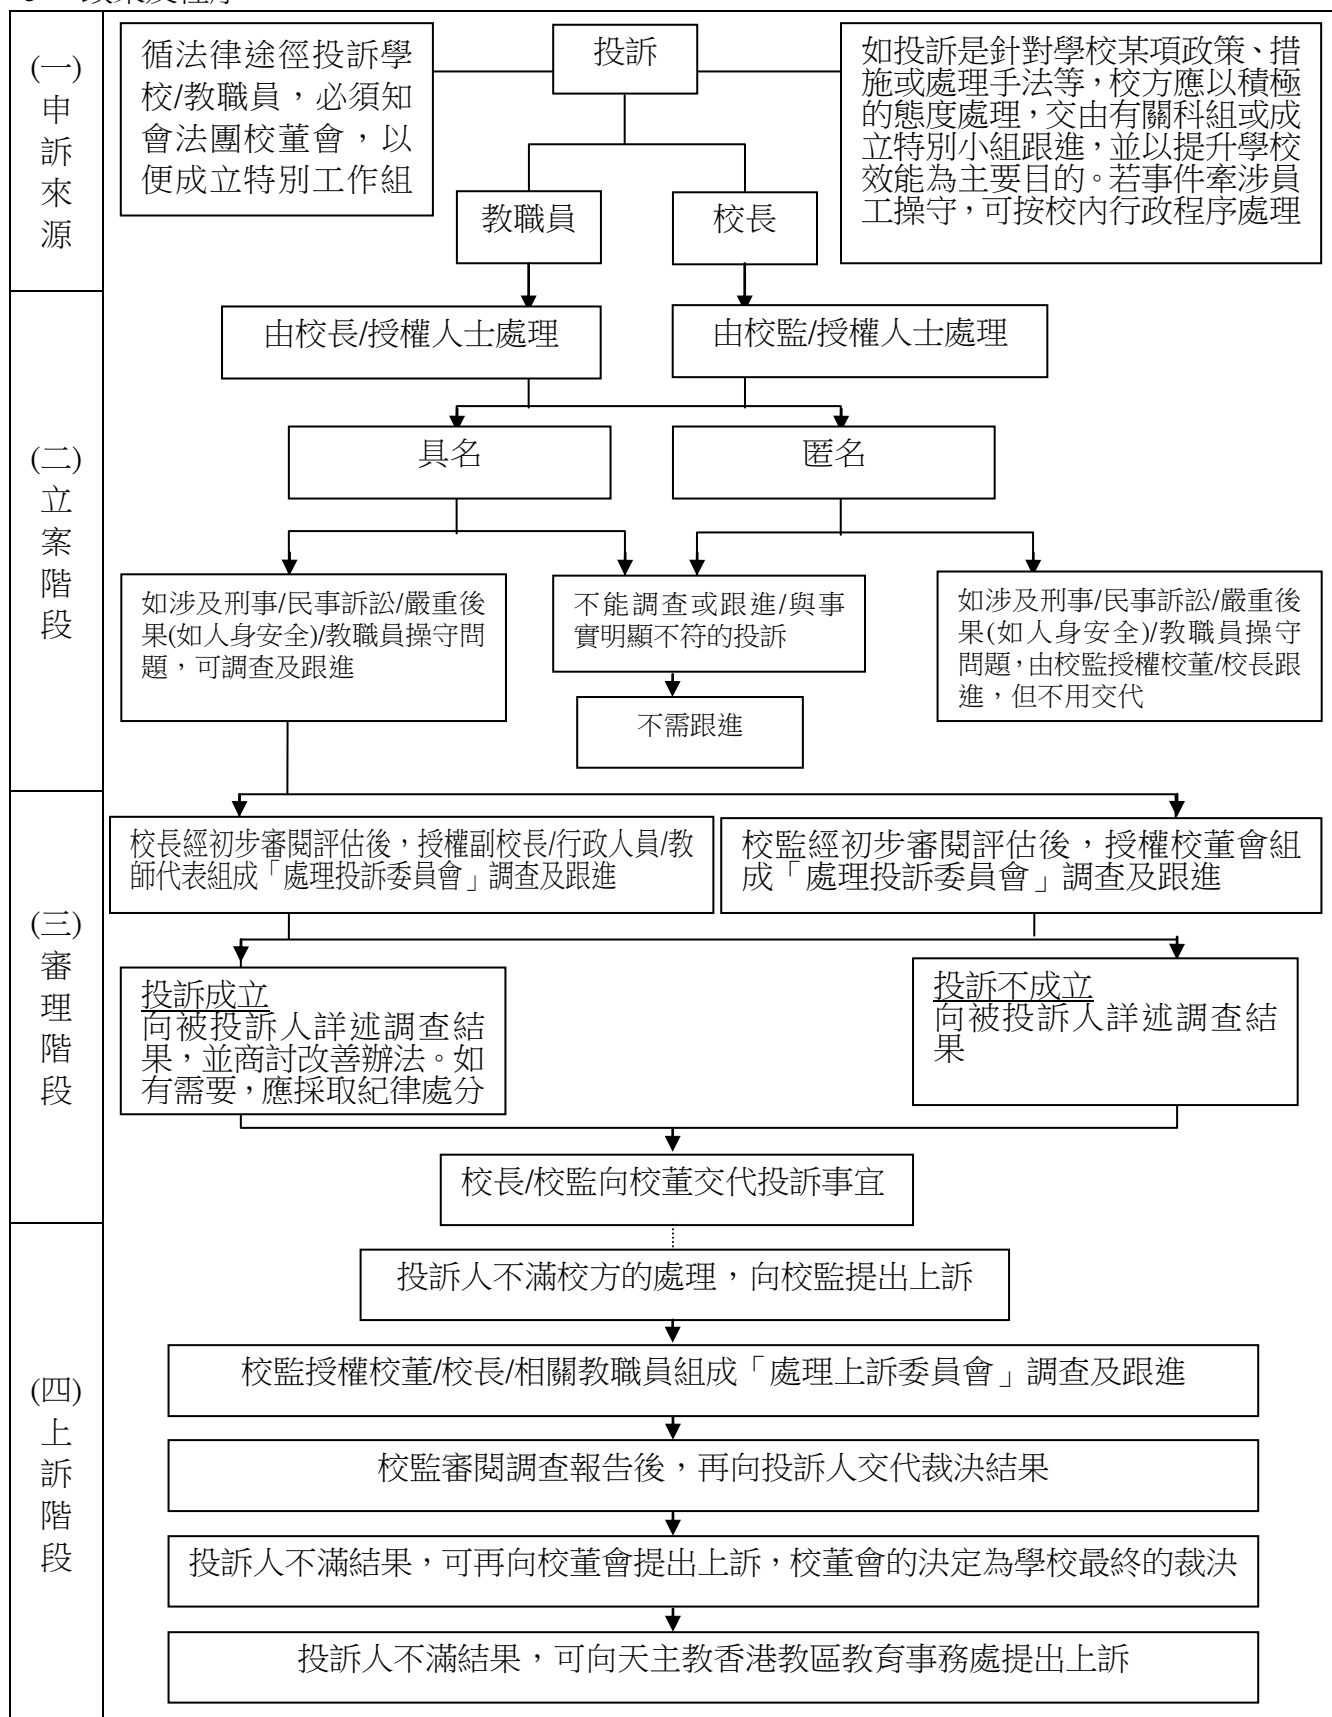 (一)
申
訴
來
源
循法律途徑投訴學
校/教職員，必須知
會法團校董會，以
便成立特別工作組
投訴
如投訴是針對學校某項政策、措
施或處理手法等，校方應以積極
的態度處理，交由有關科組或成
立特別小組跟進，並以提升學校
效能為主要目的。若事件牽涉員
工操守，可按校內行政程序處理
教職員
校長
(二)
立
案
階
段
由校長/授權人士處理
由校監/授權人士處理
具名
匿名
如涉及刑事/民事訴訟/嚴重後
果(如人身安全)/教職員操守問
題，可調查及跟進
不能調查或跟進/與事
實明顯不符的投訴
如涉及刑事/民事訴訟/嚴重後
果(如人身安全)/教職員操守
問題，由校監授權校董/校長跟
進，但不用交代
不需跟進
(三)
審
理
階
段
校長經初步審閱評估後，授權副校長/行政人員/教
師代表組成「處理投訴委員會」調查及跟進
校監經初步審閱評估後，授權校董會組
成「處理投訴委員會」調查及跟進
投訴成立
向被投訴人詳述調查結
果，並商討改善辦法。如
有需要，應採取紀律處分
投訴不成立
向被投訴人詳述調查結
果
校長/校監向校董交代投訴事宜
(四)
上
訴
階
段
投訴人不滿校方的處理，向校監提出上訴
校監授權校董/校長/相關教職員組成「處理上訴委員會」調查及跟進
校監審閱調查報告後，再向投訴人交代裁決結果
投訴人不滿結果，可再向校董會提出上訴，校董會的決定為學校最終的裁決
投訴人不滿結果，可向天主教香港教區教育事務處提出上訴